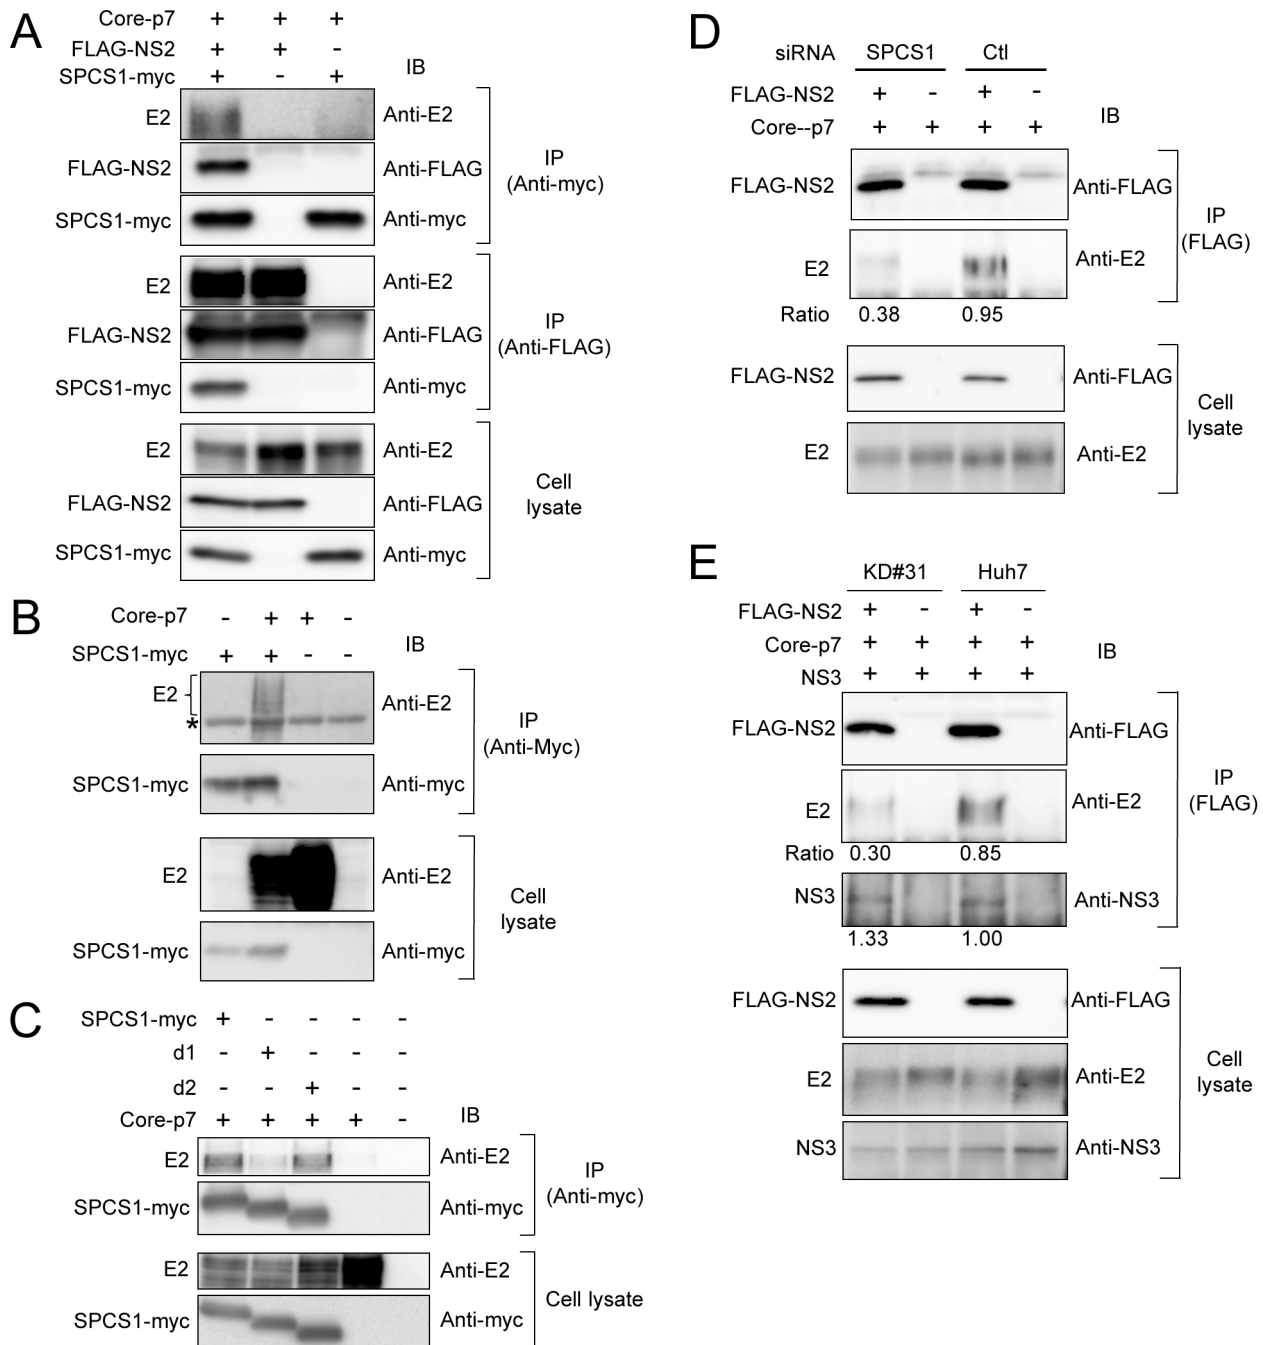 A
Core-p7 + + +
FLAG-NS2 + + -
SPCS1-myc + - +
IB
E2 Anti-E2
FLAG-NS2 Anti-FLAG
SPCS1-myc Anti-myc
IP
(Anti-myc)
E2 Anti-E2
FLAG-NS2 Anti-FLAG
SPCS1-myc Anti-myc
IP
(Anti-FLAG)
E2 Anti-E2
FLAG-NS2 Anti-FLAG
SPCS1-myc Anti-myc
Cell
lysate
B
Core-p7 - + + -
SPCS1-myc + + - -
IB
E2 Anti-E2
*
SPCS1-myc Anti-myc
IP
(Anti-Myc)
E2 Anti-E2
SPCS1-myc Anti-myc
Cell
lysate
C
SPCS1-myc + - - - -
d1 - + - - -
d2 - - + - -
Core-p7 + + + + -
IB
E2 Anti-E2
SPCS1-myc Anti-myc
IP
(Anti-myc)
E2 Anti-E2
SPCS1-myc Anti-myc
Cell lysate
D
siRNA SPCS1 Ctl
FLAG-NS2 + - + -
Core--p7 + + + +
IB
FLAG-NS2 Anti-FLAG
E2 Anti-E2
Ratio 0.38 0.95
IP
(FLAG)
FLAG-NS2 Anti-FLAG
E2 Anti-E2
Cell
lysate
E
KD#31 Huh7
FLAG-NS2 + - + -
Core-p7 + + + +
NS3 + + + +
IB
FLAG-NS2 Anti-FLAG
E2 Anti-E2
Ratio 0.30 0.85
NS3 Anti-NS3
1.33 1.00
IP
(FLAG)
FLAG-NS2 Anti-FLAG
E2 Anti-E2
NS3 Anti-NS3
Cell
lysate